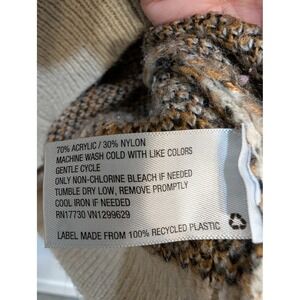 70% ACRYLIC / 30% NYLON
MACHINE WASH COLD WITH LIKE COLORS
GENTLE CYCLE
ONLY NON-CHLORINE BLEACH IF NEEDED
TUMBLE DRY LOW, REMOVE PROMPTLY
COOL IRON IF NEEDED
RN17730 VN1299629
LABEL MADE FROM 100% RECYCLED PLASTIC